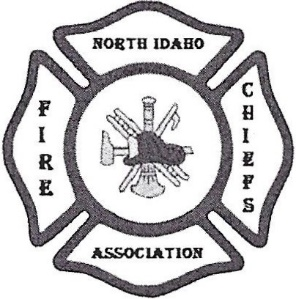 NORTH IDAHO
FIRE
CHIEFS
ASSOCIATION